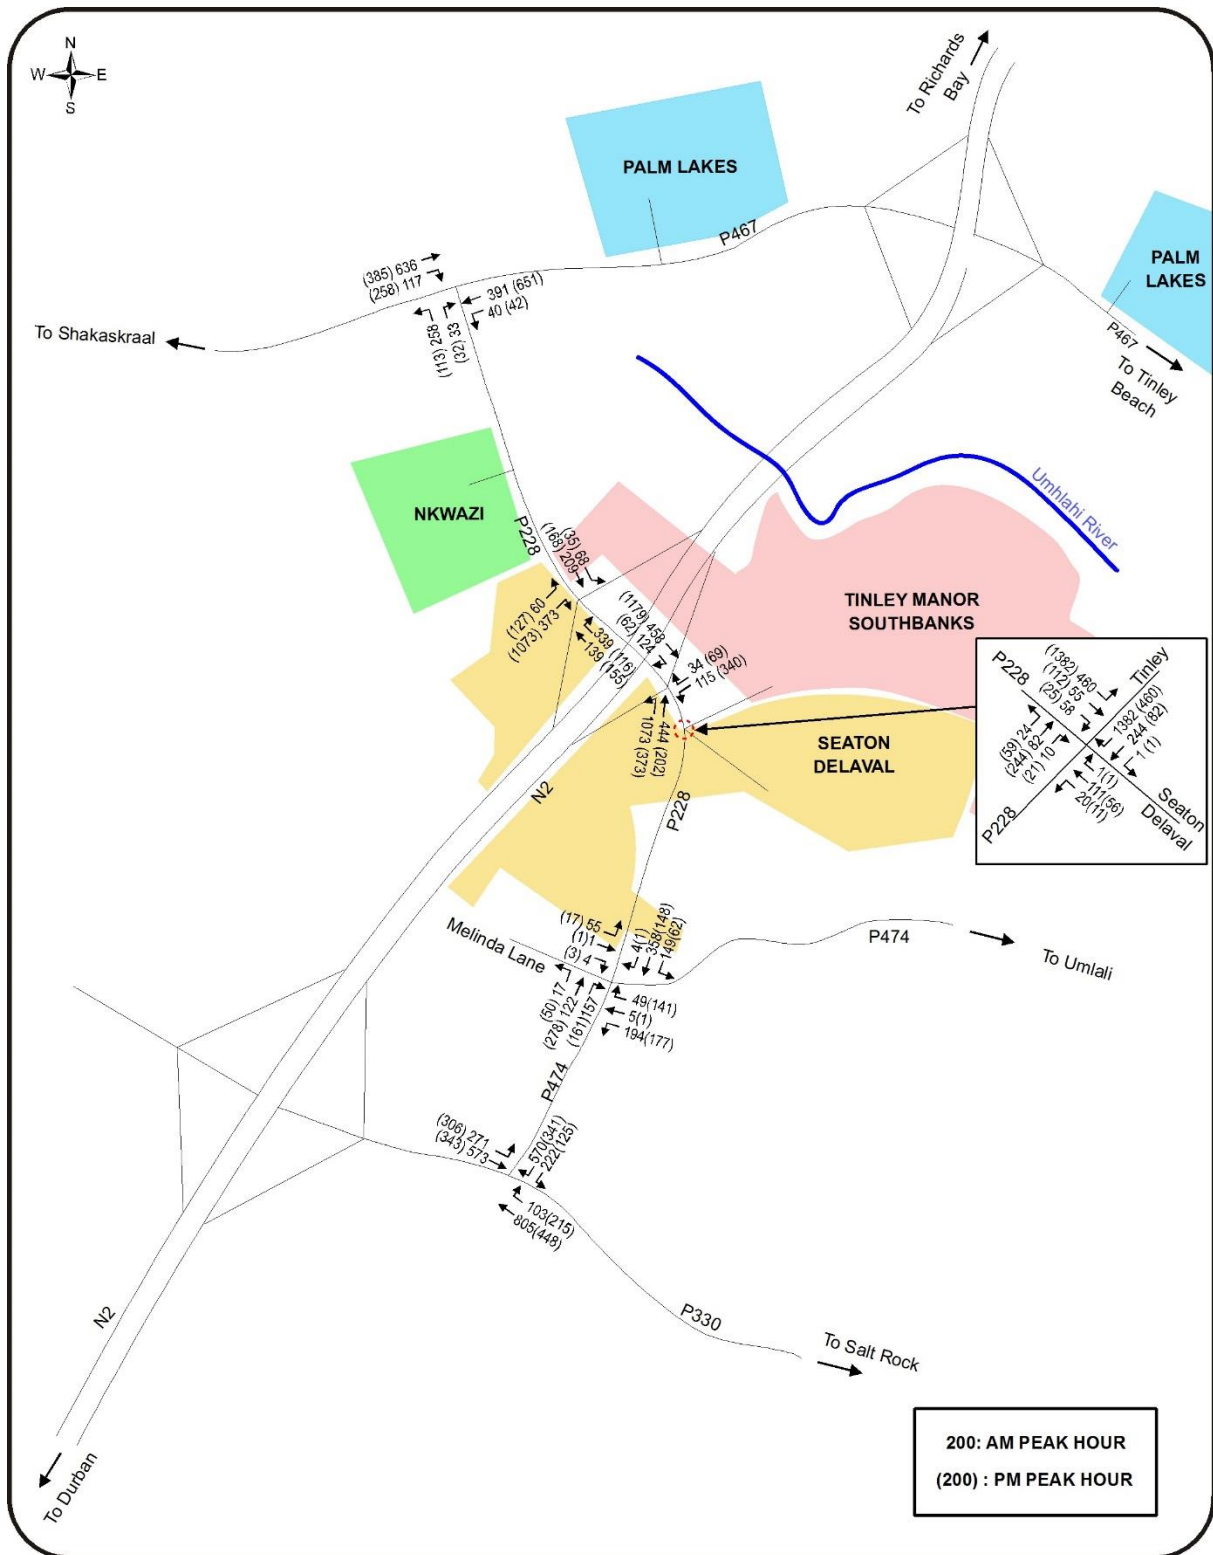 N
W E
S
To Richards
Bay
PALM LAKES
P467
PALM
LAKES
(385) 636
(258) 117
391 (651)
40 (42)
(113) 258
(32) 33
To Shakaskraal
P467
To Tinley
Beach
Umhlahi River
NKWAZI
P228
(35) 68
(168) 209
(127) 60
(1073) 373
339 (116)
139 (155)
(1179) 458
(62) 124
34 (69)
115 (340)
444 (202)
1073 (373)
TINLEY MANOR
SOUTHBANKS
SEATON
DELAVAL
P228
Tinley
(1382) 460
(112) 55
(25) 58
1382 (460)
244 (82)
1 (1)
(59) 24
(244) 82
(21) 10
1(1)
111(56)
20(11)
P228
Seaton
Delaval
N2
P228
Melinda Lane
(17) 55
(1)1
(3) 4
4(1)
358(148)
149(62)
P474
To Umlali
(50) 17
(278) 122
(161)157
49(141)
5(1)
194(177)
P474
(306) 271
(343) 573
570(341)
222(125)
103(215)
805(448)
N2
P330
To Salt Rock
To Durban
200: AM PEAK HOUR
(200) : PM PEAK HOUR